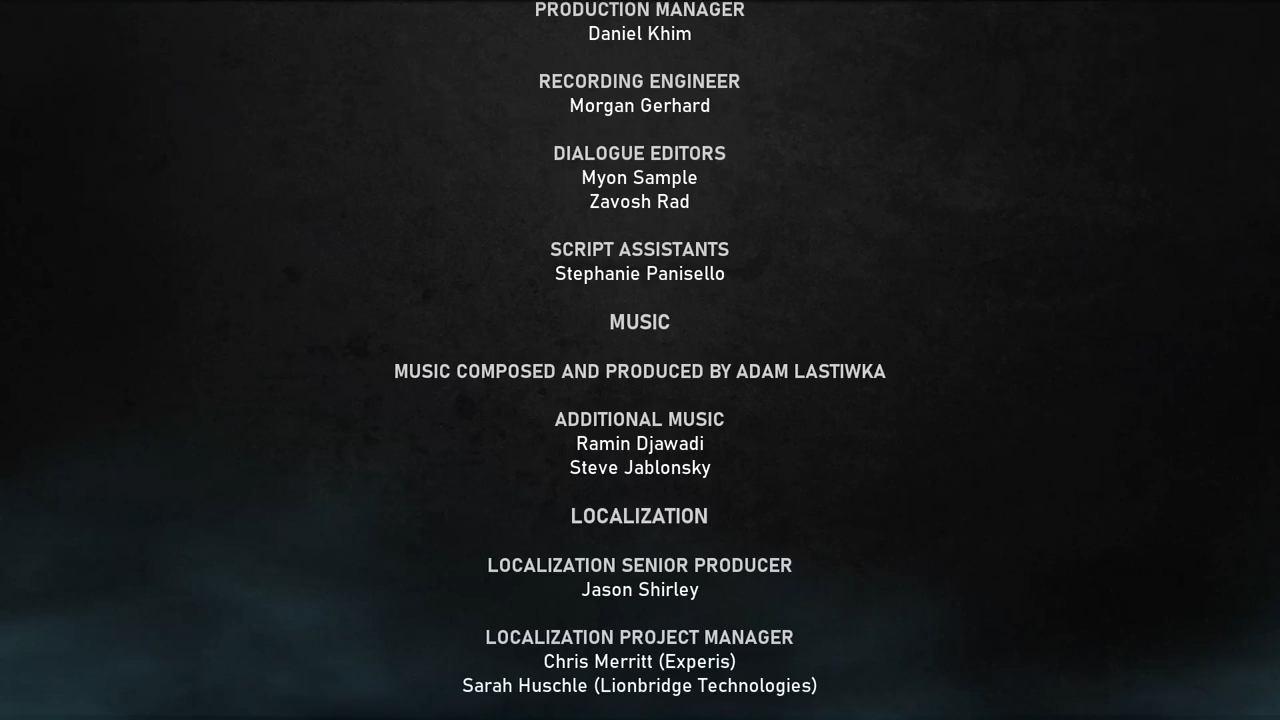 PRODUCTION MANAGER
Daniel Khim
RECORDING ENGINEER
Morgan Gerhard
DIALOGUE EDITORS
Myon Sample
Zavosh Rad
SCRIPT ASSISTANTS
Stephanie Panisello
MUSIC
MUSIC COMPOSED AND PRODUCED BY ADAM LASTIWKA
ADDITIONAL MUSIC
Ramin Djawadi
Steve Jablonsky
LOCALIZATION
LOCALIZATION SENIOR PRODUCER
Jason Shirley
LOCALIZATION PROJECT MANAGER
Chris Merritt (Experis)
Sarah Huschle (Lionbridge Technologies)